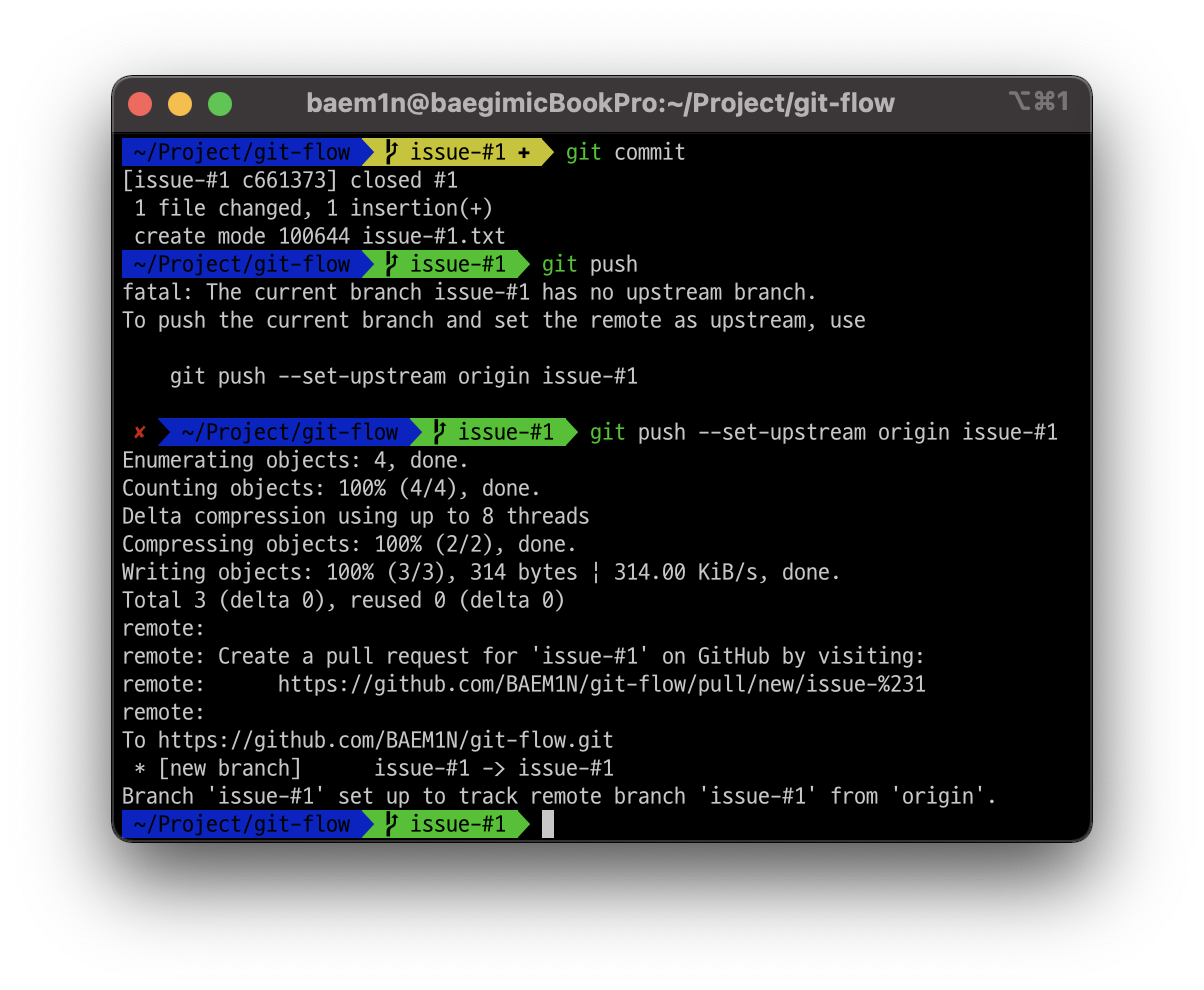 baem1n@baegimicBookPro:~/Project/git-flow ⌥⌘1
~/Project/git-flow issue-#1 + git commit
[issue-#1 c661373] closed #1
1 file changed, 1 insertion(+)
create mode 100644 issue-#1.txt
~/Project/git-flow issue-#1 git push
fatal: The current branch issue-#1 has no upstream branch.
To push the current branch and set the remote as upstream, use
git push --set-upstream origin issue-#1
✘ ~/Project/git-flow issue-#1 git push --set-upstream origin issue-#1
Enumerating objects: 4, done.
Counting objects: 100% (4/4), done.
Delta compression using up to 8 threads
Compressing objects: 100% (2/2), done.
Writing objects: 100% (3/3), 314 bytes ¦ 314.00 KiB/s, done.
Total 3 (delta 0), reused 0 (delta 0)
remote:
remote: Create a pull request for 'issue-#1' on GitHub by visiting:
remote:      https://github.com/BAEM1N/git-flow/pull/new/issue-%231
remote:
To https://github.com/BAEM1N/git-flow.git
* [new branch]      issue-#1 -> issue-#1
Branch 'issue-#1' set up to track remote branch 'issue-#1' from 'origin'.
~/Project/git-flow issue-#1